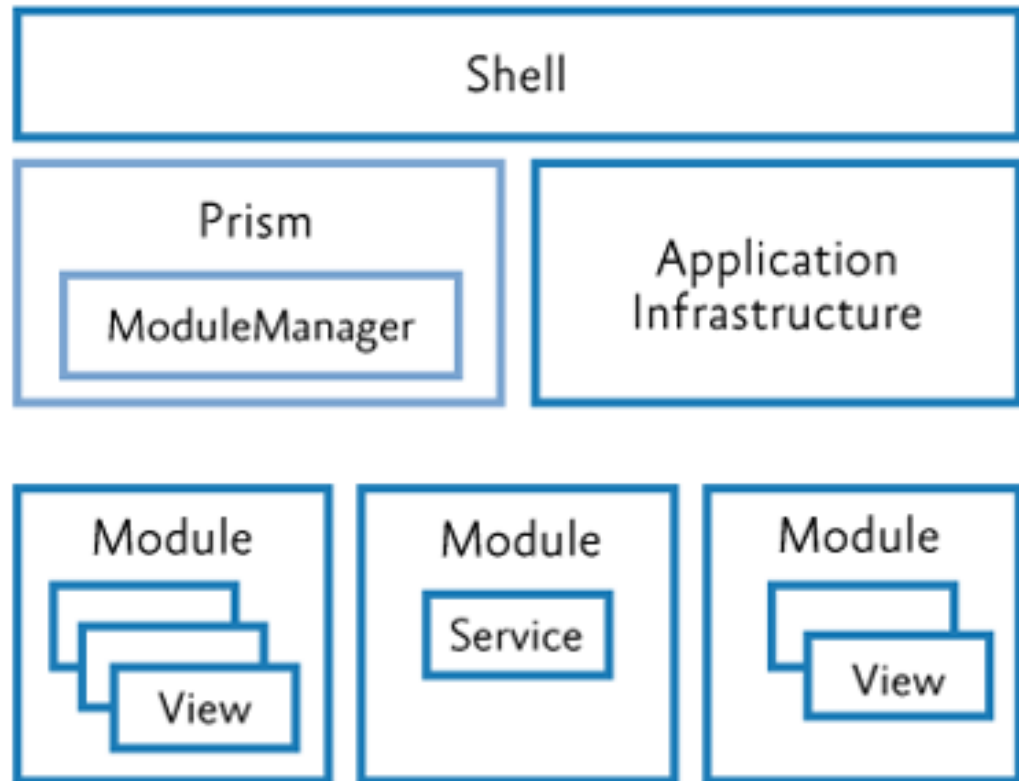 Shell
Prism
ModuleManager
Application
Infrastructure
Module
View
Module
Service
Module
View